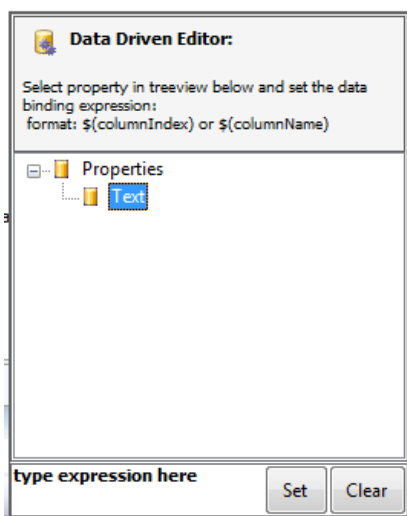 Data Driven Editor:
Select property in treeview below and set the data
binding expression:
format: $(columnIndex) or $(columnName)
Properties
Text
type expression here
Set
Clear